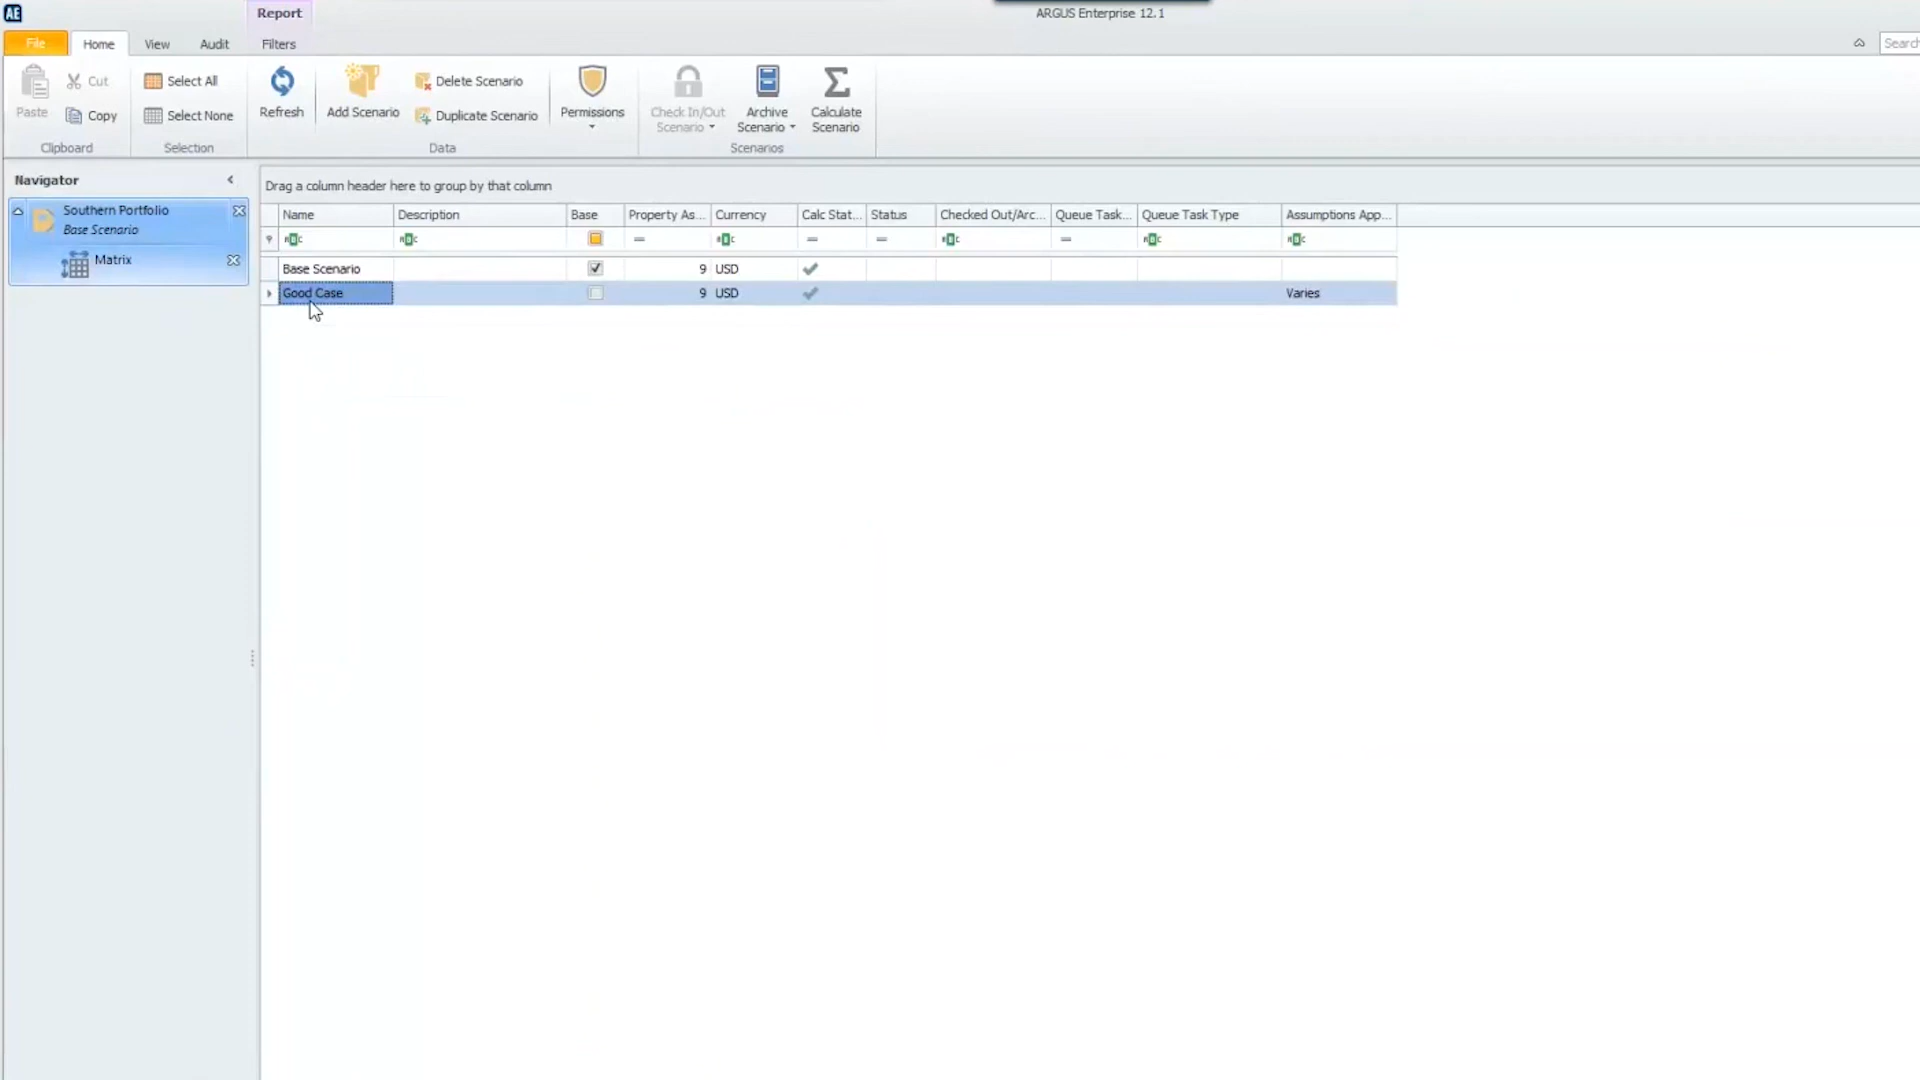 AE
Report
ARGUS Enterprise 12.1
File
Home
View
Audit
Filters
Search
Paste
Cut
Copy
Clipboard
Select All
Select None
Selection
Refresh
Add Scenario
Delete Scenario
Duplicate Scenario
Data
Permissions
Check In/Out
Scenario
Archive
Scenario
Calculate
Scenario
Scenarios
Navigator
Southern Portfolio
Base Scenario
Matrix
Drag a column header here to group by that column
Name Description Base Property As... Currency Calc Stat... Status Checked Out/Arc... Queue Task... Queue Task Type Assumptions App...
Base Scenario 9 USD
Good Case 9 USD Varies